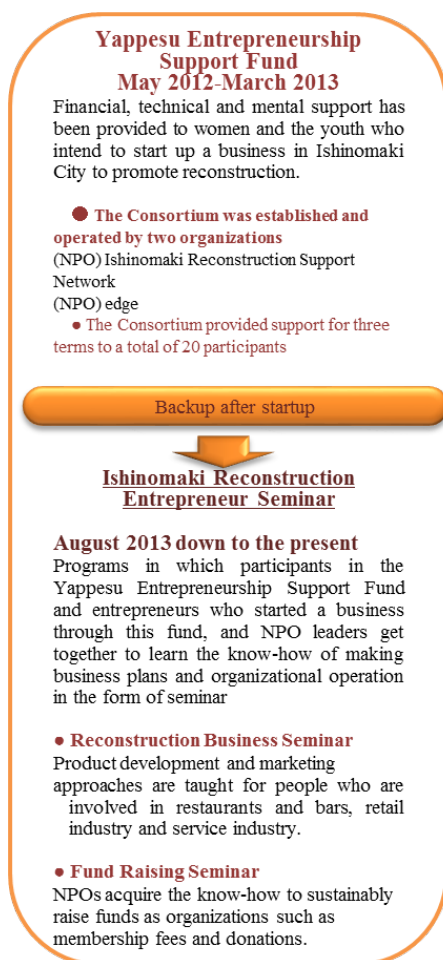 Yappesu Entrepreneurship
Support Fund
May 2012-March 2013
Financial, technical and mental support has
been provided to women and the youth who
intend to start up a business in Ishinomaki
City to promote reconstruction.
● The Consortium was established and
operated by two organizations
(NPO) Ishinomaki Reconstruction Support
Network
(NPO) edge
● The Consortium provided support for three
terms to a total of 20 participants
Backup after startup
Ishinomaki Reconstruction
Entrepreneur Seminar
August 2013 down to the present
Programs in which participants in the
Yappesu Entrepreneurship Support Fund
and entrepreneurs who started a business
through this fund, and NPO leaders get
together to learn the know-how of making
business plans and organizational operation
in the form of seminar
● Reconstruction Business Seminar
Product development and marketing
approaches are taught for people who are
involved in restaurants and bars, retail
industry and service industry.
● Fund Raising Seminar
NPOs acquire the know-how to sustainably
raise funds as organizations such as
membership fees and donations.